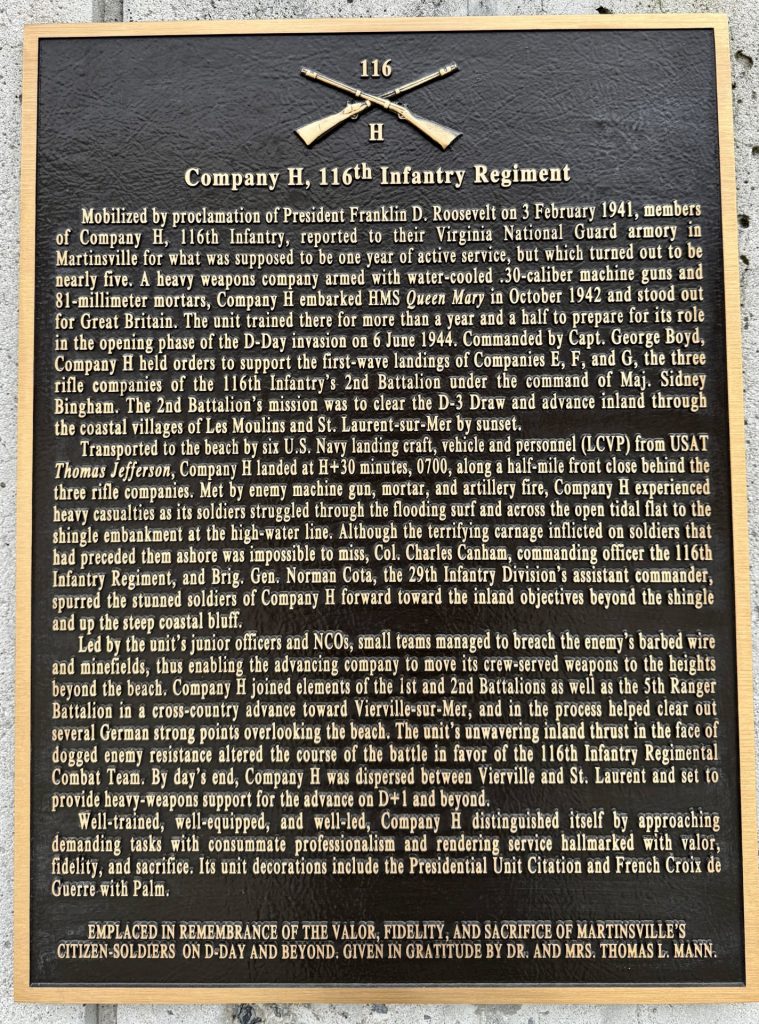 116
H
Company H, 116th Infantry Regiment
Mobilized by proclamation of President Franklin D. Roosevelt on 3 February 1941, members
of Company H, 116th Infantry, reported to their Virginia National Guard armory in
Martinsville for what was supposed to be one year of active service, but which turned out to be
nearly five. A heavy weapons company armed with water-cooled .30-caliber machine guns and
81-millimeter mortars, Company H embarked HMS Queen Mary in October 1942 and stood out
for Great Britain. The unit trained there for more than a year and a half to prepare for its role
in the opening phase of the D-Day invasion on 6 June 1944. Commanded by Capt. George Boyd,
Company H held orders to support the first-wave landings of Companies E, F, and G, the three
rifle companies of the 116th Infantry's 2nd Battalion under the command of Maj. Sidney
Bingham. The 2nd Battalion's mission was to clear the D-3 Draw and advance inland through
the coastal villages of Les Moulins and St. Laurent-sur-Mer by sunset.
Transported to the beach by six U.S. Navy landing craft, vehicle and personnel (LCVP) from USAT
Thomas Jefferson, Company H landed at H+30 minutes, 0700, along a half-mile front close behind the
three rifle companies. Met by enemy machine gun, mortar, and artillery fire, Company H experienced
heavy casualties as its soldiers struggled through the flooding surf and across the open tidal flat to the
shingle embankment at the high-water line. Although the terrifying carnage inflicted on soldiers that
had preceded them ashore was impossible to miss, Col. Charles Canham, commanding officer the 116th
Infantry Regiment, and Brig. Gen. Norman Cota, the 29th Infantry Division's assistant commander,
spurred the stunned soldiers of Company H forward toward the inland objectives beyond the shingle
and up the steep coastal bluff.
Led by the unit's junior officers and NCOs, small teams managed to breach the enemy's barbed wire
and minefields, thus enabling the advancing company to move its crew-served weapons to the heights
beyond the beach. Company H joined elements of the 1st and 2nd Battalions as well as the 5th Ranger
Battalion in a cross-country advance toward Vierville-sur-Mer, and in the process helped clear out
several German strong points overlooking the beach. The unit's unwavering inland thrust in the face of
dogged enemy resistance altered the course of the battle in favor of the 116th Infantry Regimental
Combat Team. By day's end, Company H was dispersed between Vierville and St. Laurent and set to
provide heavy-weapons support for the advance on D+1 and beyond.
Well-trained, well-equipped, and well-led, Company H distinguished itself by approaching
demanding tasks with consummate professionalism and rendering service hallmarked with valor,
fidelity, and sacrifice. Its unit decorations include the Presidential Unit Citation and French Croix de
Guerre with Palm.
EMPLACED IN REMEMBRANCE OF THE VALOR, FIDELITY, AND SACRIFICE OF MARTINSVILLE'S
CITIZEN-SOLDIERS ON D-DAY AND BEYOND. GIVEN IN GRATITUDE BY DR. AND MRS. THOMAS L. MANN.